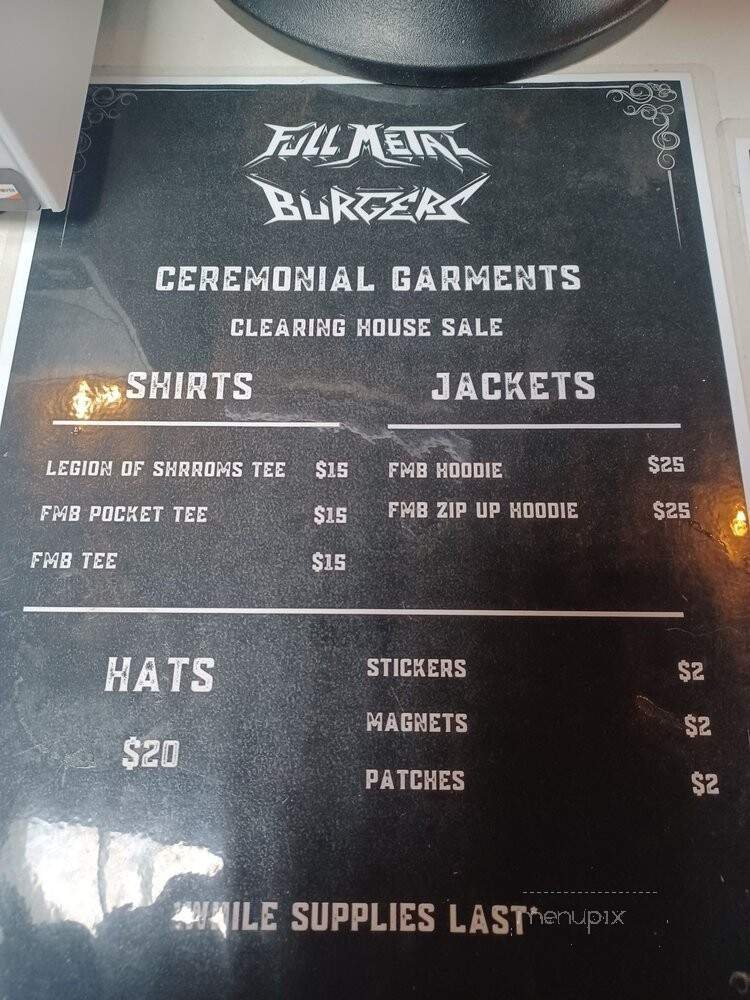 FULL METAL
BURGERS
CEREMONIAL GARMENTS
CLEARING HOUSE SALE
SHIRTS
LEGION OF SHRROMS TEE $15
FMB POCKET TEE $15
FMB TEE $15
JACKETS
FMB HOODIE $25
FMB ZIP UP HOODIE $25
HATS
$20
STICKERS $2
MAGNETS $2
PATCHES $2
*WHILE SUPPLIES LAST*
menupix